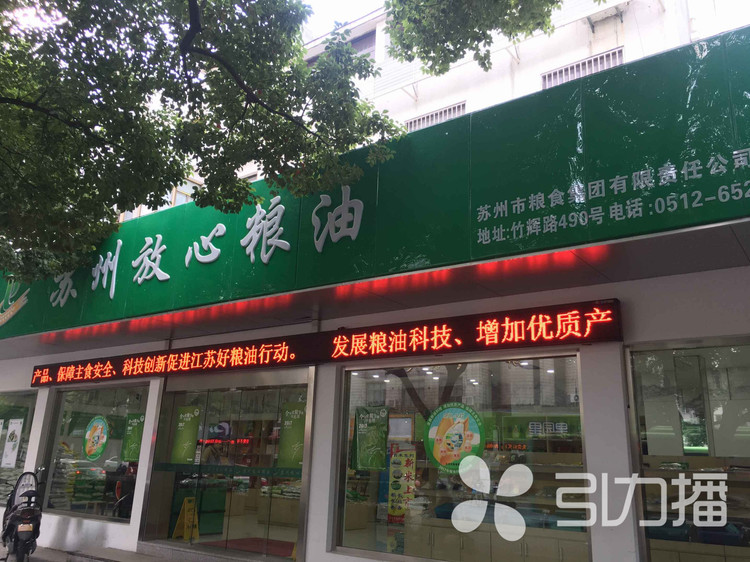 苏州放心粮油
苏州市粮食集团有限责任公司
地址:竹辉路490号 电话:0512-652
产品、保障主食安全、科技创新促进江苏好粮油行动。 发展粮油科技、增加优质产
引力播